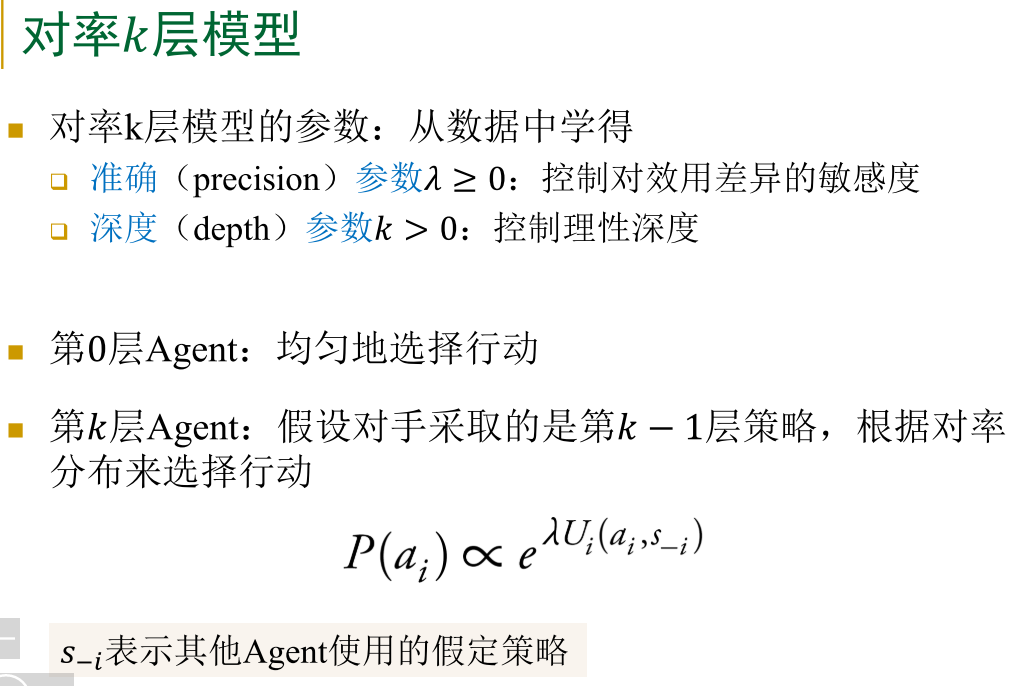 对率k层模型
对率k层模型的参数：从数据中学得
准确（precision）参数λ ≥ 0：控制对效用差异的敏感度
深度（depth）参数k > 0：控制理性深度
第0层Agent：均匀地选择行动
第k层Agent：假设对手采取的是第k − 1层策略，根据对率
分布来选择行动
P(a_i) ∝ e^{λU_i(a_i,s_{−i})}
s_{−i}表示其他Agent使用的假定策略